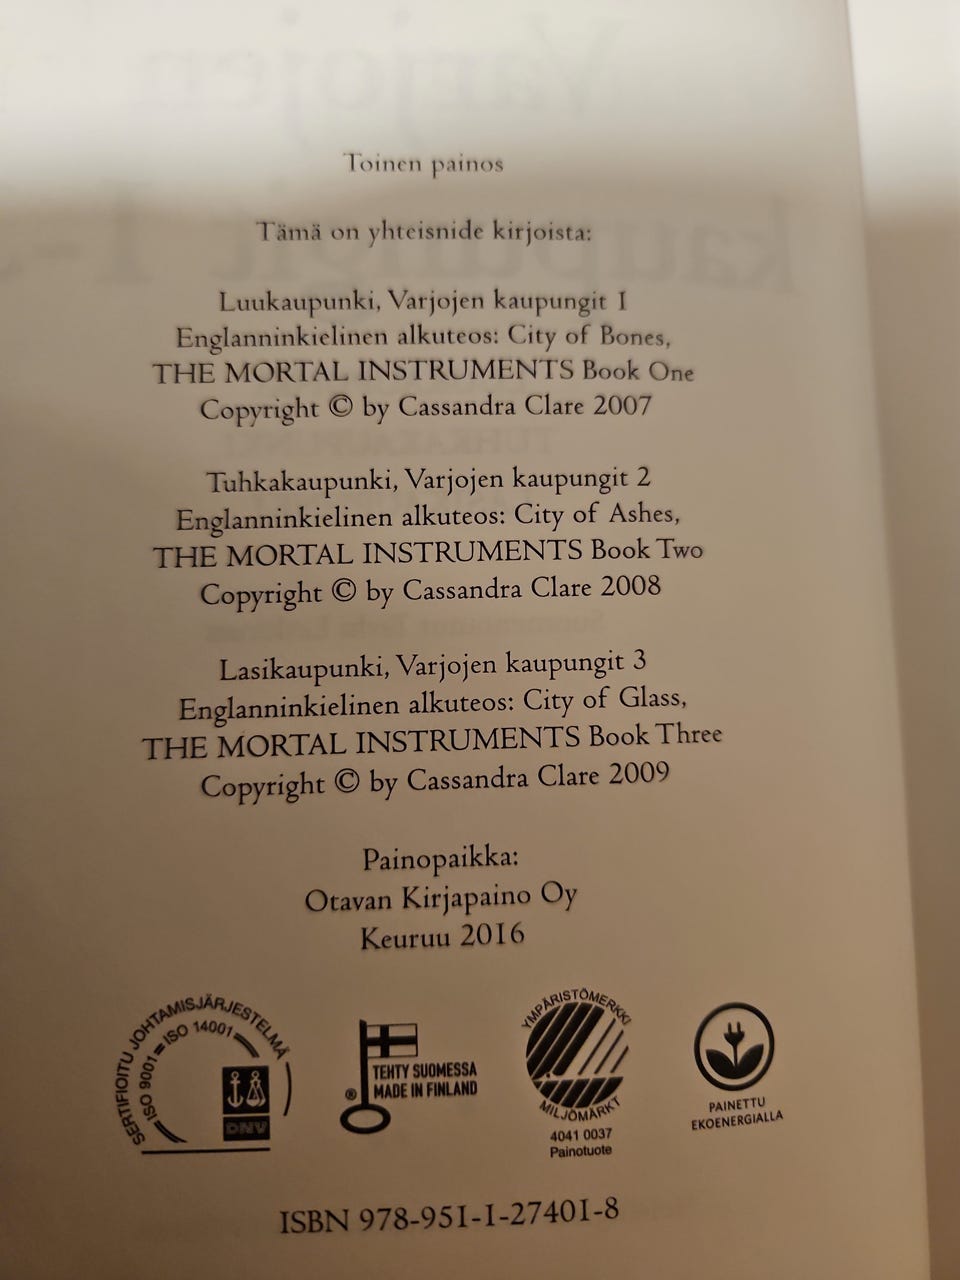 Toinen painos
Tämä on yhteisnide kirjoista:
Luukaupunki, Varjojen kaupungit 1
Englanninkielinen alkuteos: City of Bones,
THE MORTAL INSTRUMENTS Book One
Copyright © by Cassandra Clare 2007
Tuhkakaupunki, Varjojen kaupungit 2
Englanninkielinen alkuteos: City of Ashes,
THE MORTAL INSTRUMENTS Book Two
Copyright © by Cassandra Clare 2008
Lasikaupunki, Varjojen kaupungit 3
Englanninkielinen alkuteos: City of Glass,
THE MORTAL INSTRUMENTS Book Three
Copyright © by Cassandra Clare 2009
Painopaikka:
Otavan Kirjapaino Oy
Keuruu 2016
SERTIFIOITU JOHTAMISJÄRJESTELMÄ
ISO 9001 = ISO 14001
DNV
® TEHTY SUOMESSA
MADE IN FINLAND
YMPÄRISTÖMERKKI
MILJÖMÄRKT
4041 0037
Painotuote
PAINETTU
EKOENERGIALLA
ISBN 978-951-1-27401-8